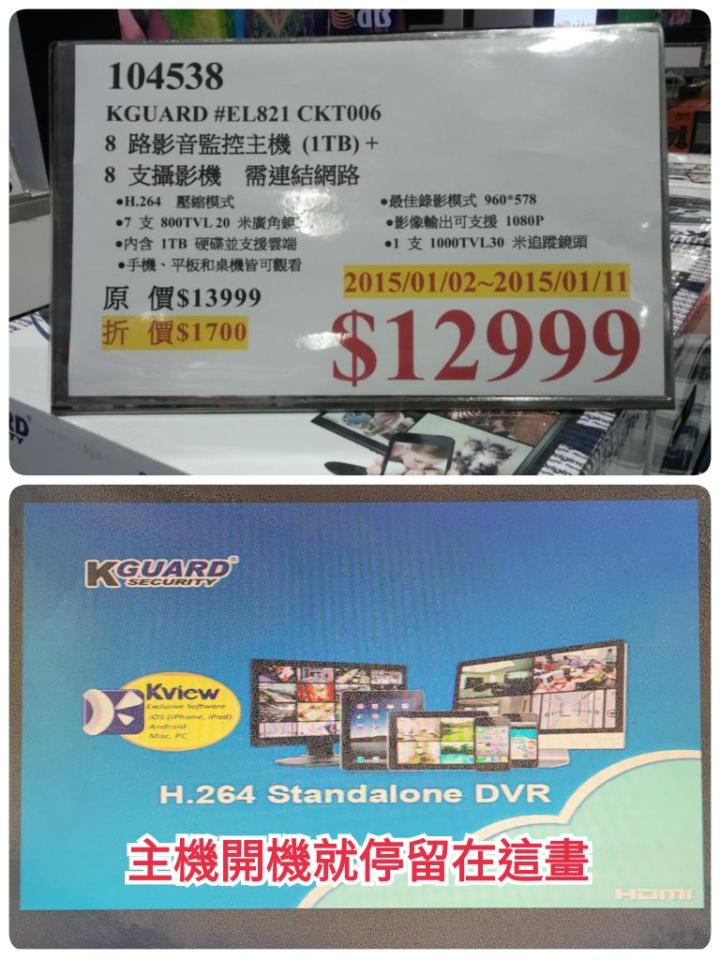 104538
KGUARD #EL821 CKT006
8 路影音監控主機 (1TB) +
8 支攝影機 需連結網路
●H.264 壓縮模式
●最佳錄影模式 960*578
●7 支 800TVL 20 米廣角鏡
●影像輸出可支援 1080P
●內含 1TB 硬碟並支援雲端
●1 支 1000TVL30 米追蹤鏡頭
●手機、平板和桌機皆可觀看
2015/01/02~2015/01/11
原 價$13999
折 價$1700
$12999
KGUARD®
SECURITY
Kview
Exclusive Software
iOS (iPhone, iPad)
Android
Mac, PC
H.264 Standalone DVR
主機開機就停留在這畫
HDMI